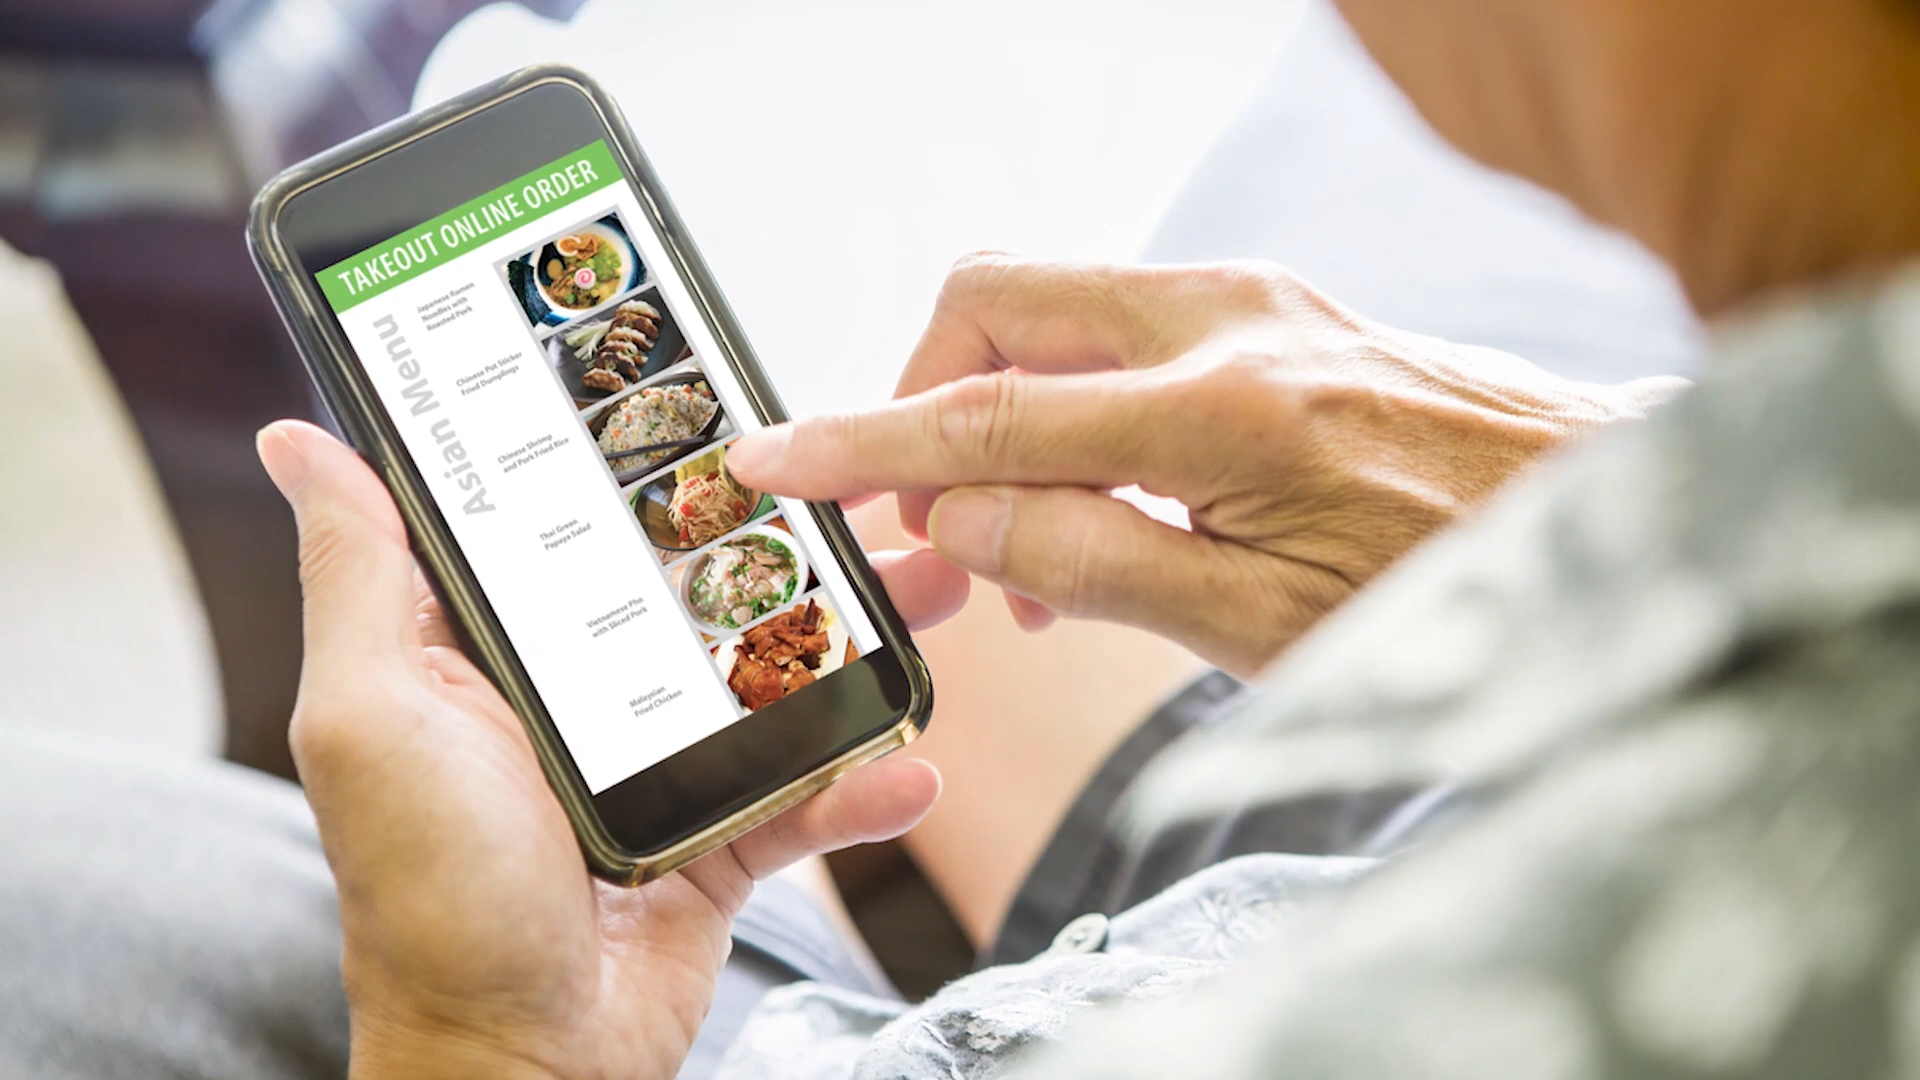 TAKEOUT ONLINE ORDER
Asian Menu
Japanese Ramen
Noodles with
Roasted Pork
Chinese Pot Sticker
Fried Dumplings
Chinese Shrimp
and Pork Fried Rice
Thai Green
Papaya Salad
Vietnamese Pho
with Sliced Pork
Malaysian
Fried Chicken